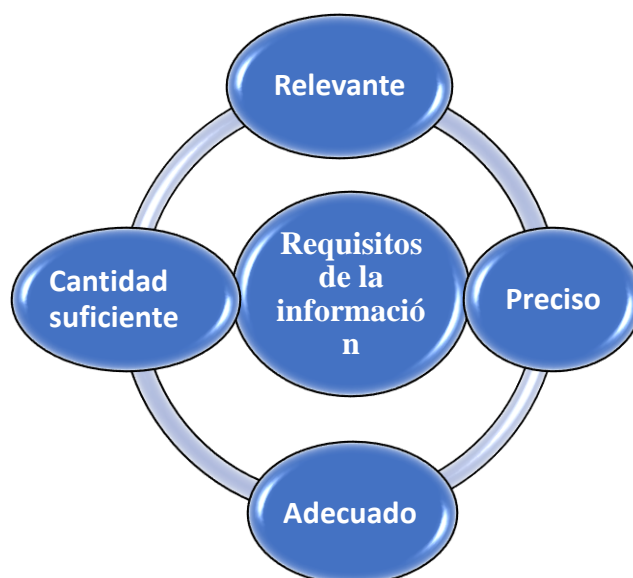 Relevante
Requisitos
de la
informació
n
Cantidad
suficiente
Preciso
Adecuado